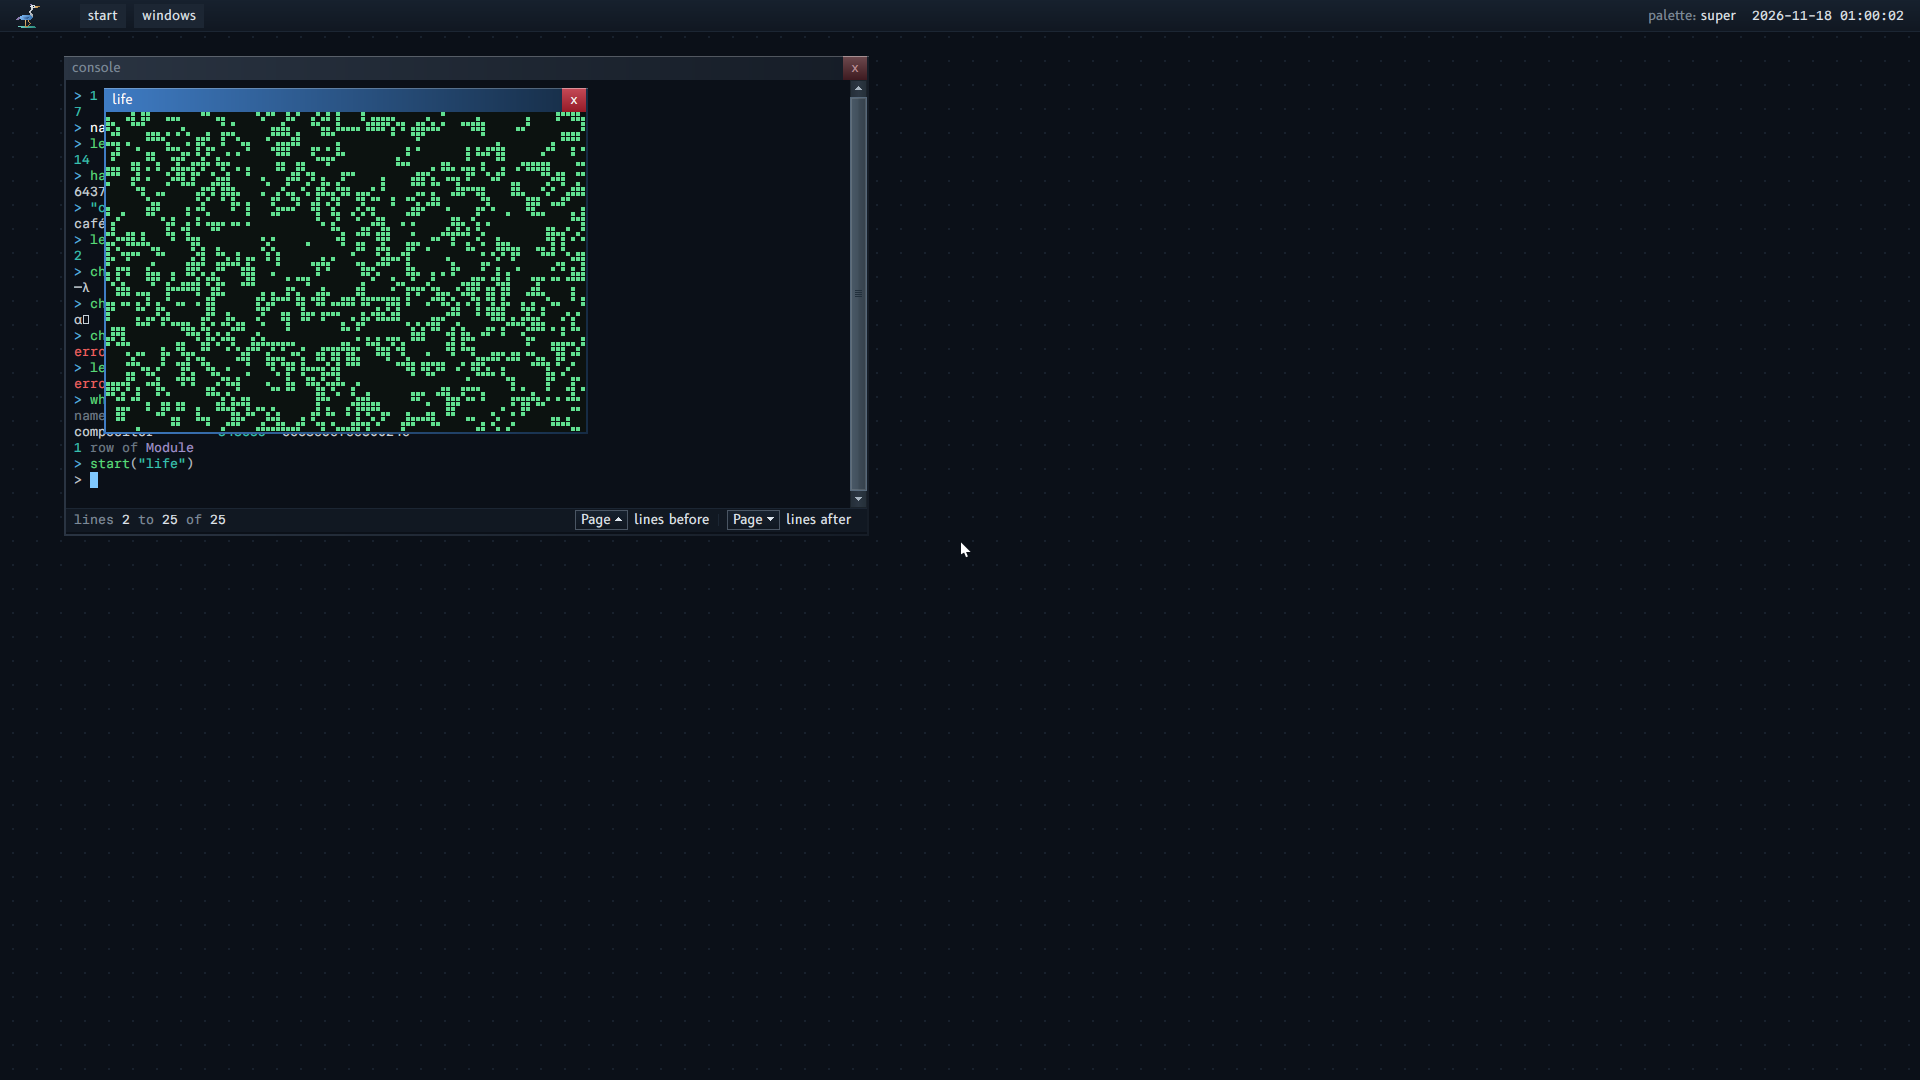 start windows palette: super 2026-11-18 01:00:02
console x
life x
> 1
7
> na
> le
14
> ha
6437
> "c
café
> le
2
> ch
—λ
> ch
α▯
> ch
erro
> le
erro
> wh
name
1 row of Module
> start("life")
>
lines 2 to 25 of 25 Page lines before Page lines after